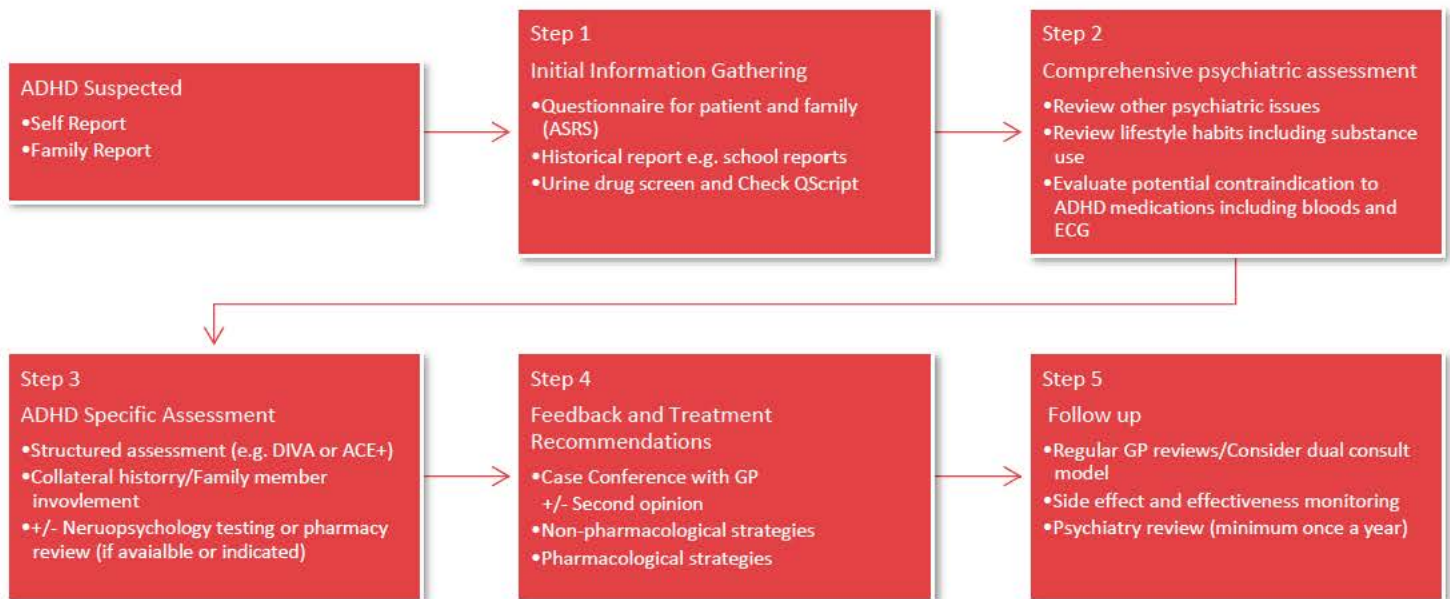 ADHD Suspected
•Self Report
•Family Report
Step 1
Initial Information Gathering
•Questionnaire for patient and family
(ASRS)
•Historical report e.g. school reports
•Urine drug screen and Check QScript
Step 2
Comprehensive psychiatric assessment
•Review other psychiatric issues
•Review lifestyle habits including substance
use
•Evaluate potential contraindication to
ADHD medications including bloods and
ECG
Step 3
ADHD Specific Assessment
•Structured assessment (e.g. DIVA or ACE+)
•Collateral historry/Family member
invovlement
•+/- Neruopsychology testing or pharmacy
review (if avaialble or indicated)
Step 4
Feedback and Treatment
Recommendations
•Case Conference with GP
+/- Second opinion
•Non-pharmacological strategies
•Pharmacological strategies
Step 5
Follow up
•Regular GP reviews/Consider dual consult
model
•Side effect and effectiveness monitoring
•Psychiatry review (minimum once a year)